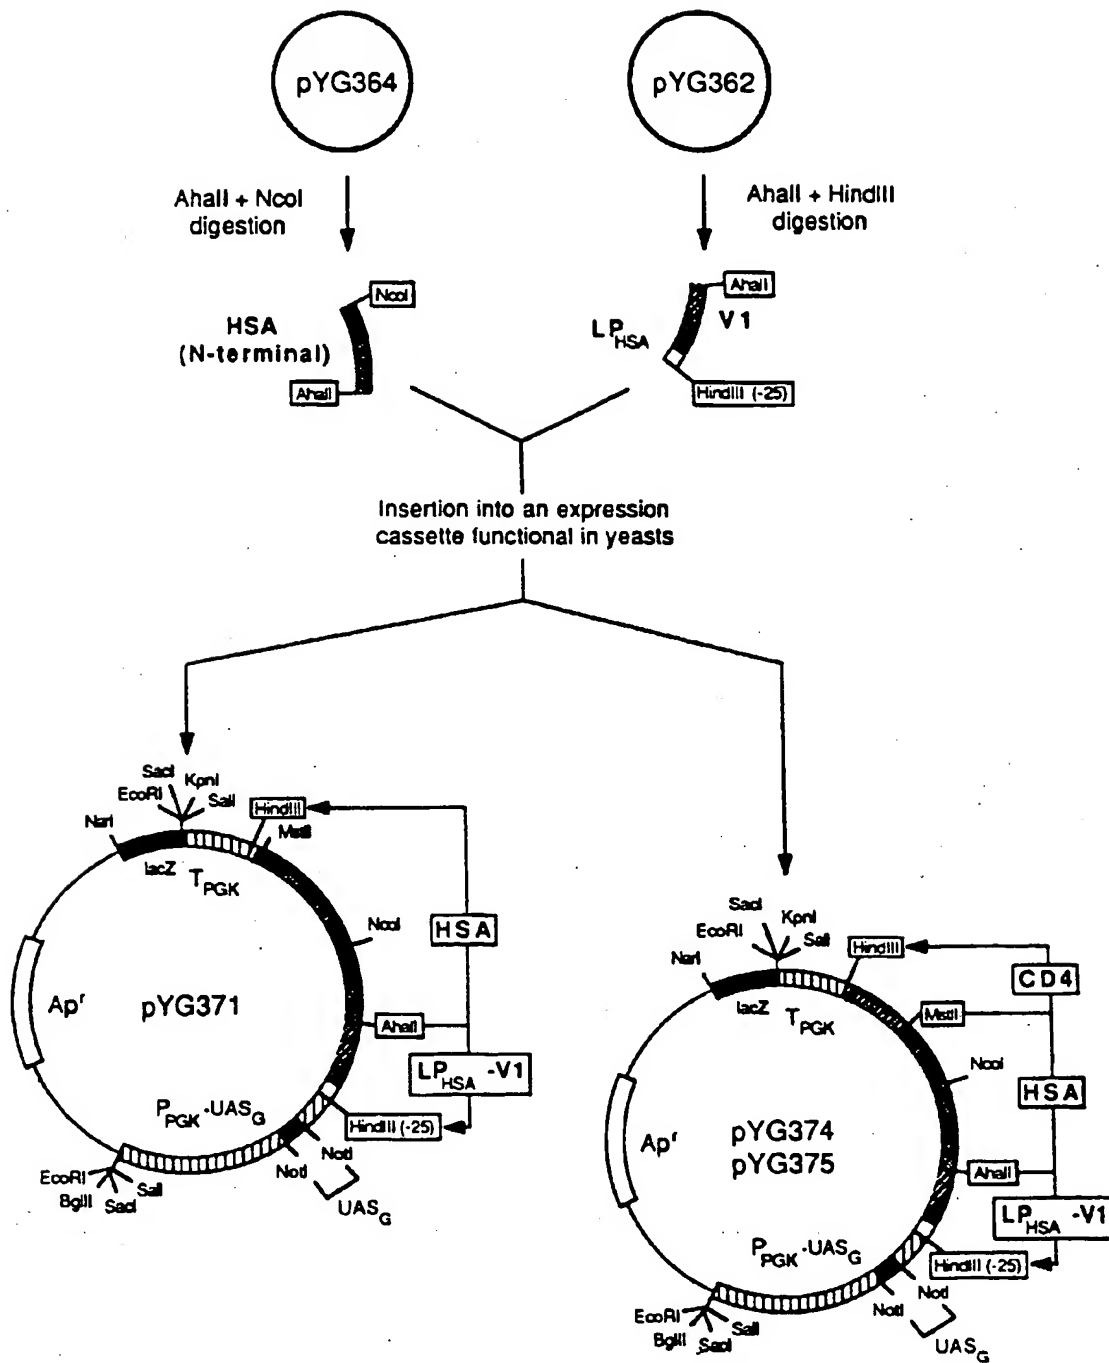 pYG364
pYG362
AhaII + NcoI
digestion
AhaII + HindIII
digestion
NcoI
HSA
(N-terminal)
AhaII
AhaII
V1
LP HSA
HindIII (-25)
Insertion into an expression
cassette functional in yeasts
SacI
KpnI
EcoRI
SalI
HindIII
NarI
MstII
lacZ
T PGK
NcoI
HSA
Ap r
pYG371
AhaII
LP HSA -V1
P PGK -UAS G
HindIII (-25)
NotI
NotI
EcoRI
BglII
SacI
SalI
UAS G
SacI
KpnI
EcoRI
SalI
HindIII
NarI
CD4
lacZ
T PGK
MstII
NcoI
HSA
Ap r
pYG374
pYG375
AhaII
LP HSA -V1
P PGK -UAS G
HindIII (-25)
NotI
NotI
EcoRI
BglII
SacI
SalI
UAS G